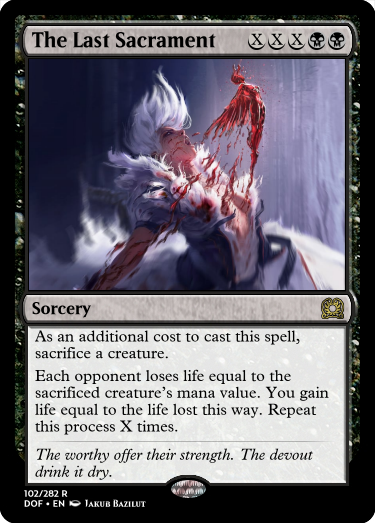 The Last Sacrament X X X
Sorcery
As an additional cost to cast this spell,
sacrifice a creature.
Each opponent loses life equal to the
sacrificed creature's mana value. You gain
life equal to the life lost this way. Repeat
this process X times.
The worthy offer their strength. The devout
drink it dry.
102/282 R
DOF • EN JAKUB BAZILUT